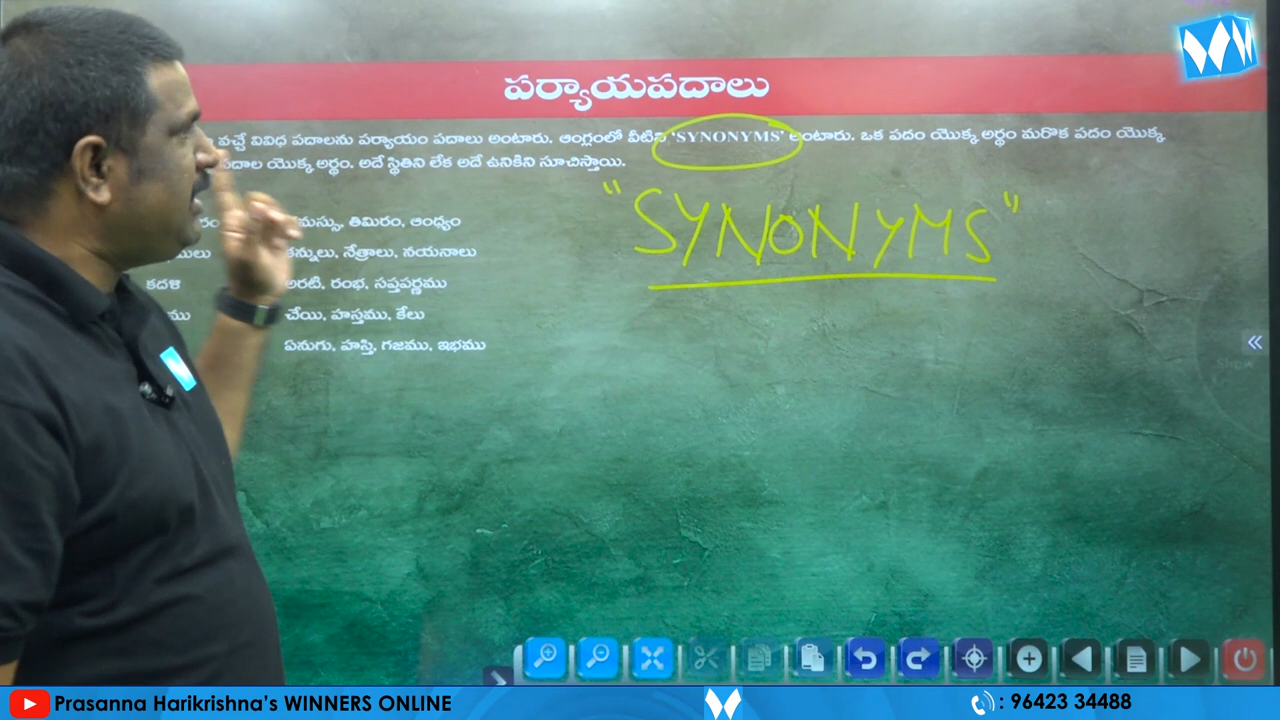 పర్యాయపదాలు
వచ్చే వివిధ పదాలను పర్యాయం పదాలు అంటారు. ఆంగ్లంలో వీటిని 'SYNONYMS' అంటారు. ఒక పదం యొక్క అర్థం మరొక పదం యొక్క
యొక్క అర్థం. అదే స్థితిని లేక అదే ఉనికిని సూచిస్తాయి.
"SYNONYMS"
తిమిరం, ఆంధ్యం
కన్నులు, నేత్రాలు, నయనాలు
కదళి అరటి, రంభ, సప్తపర్ణము
చేయి, హస్తము, కేలు
ఏనుగు, హస్తి, గజము, ఇభము
Prasanna Harikrishna's WINNERS ONLINE
: 96423 34488